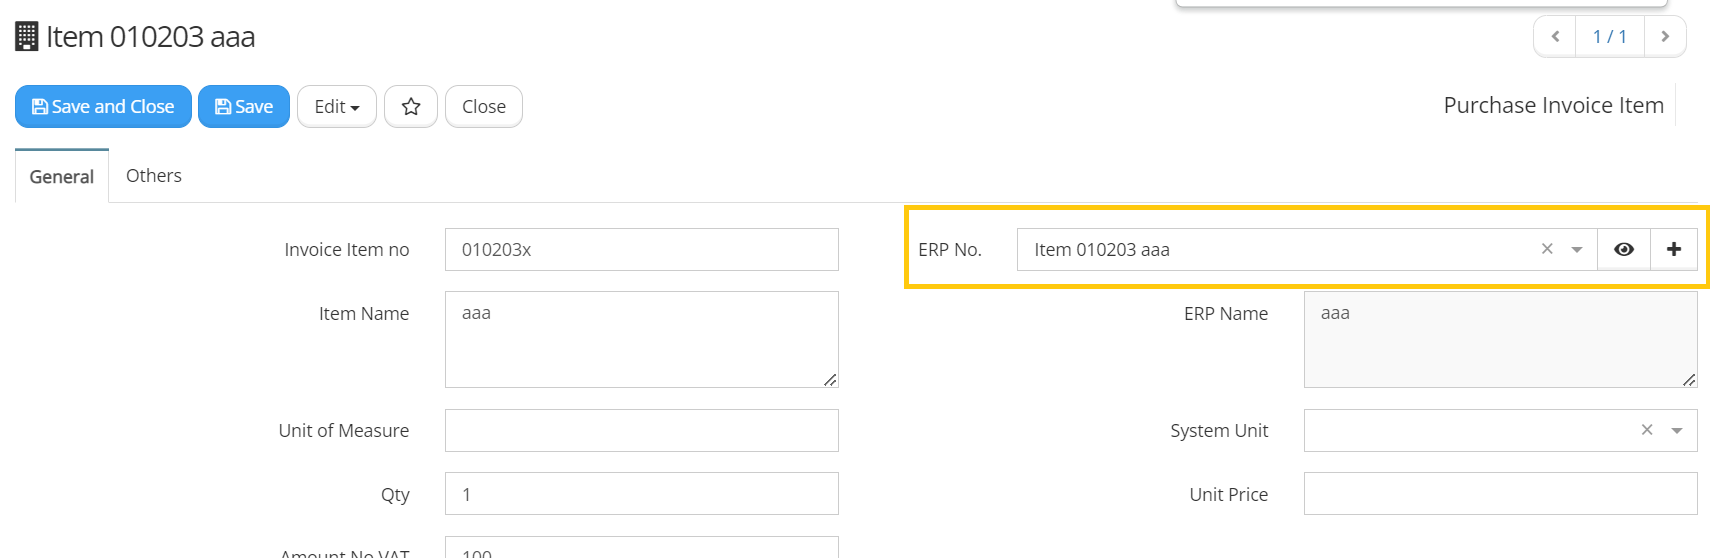 Item 010203 aaa
1 / 1
Save and Close
Save
Edit
Close
Purchase Invoice Item
General
Others
Invoice Item no
010203x
ERP No.
Item 010203 aaa
Item Name
aaa
ERP Name
aaa
Unit of Measure
System Unit
Qty
1
Unit Price
Amount No VAT
100